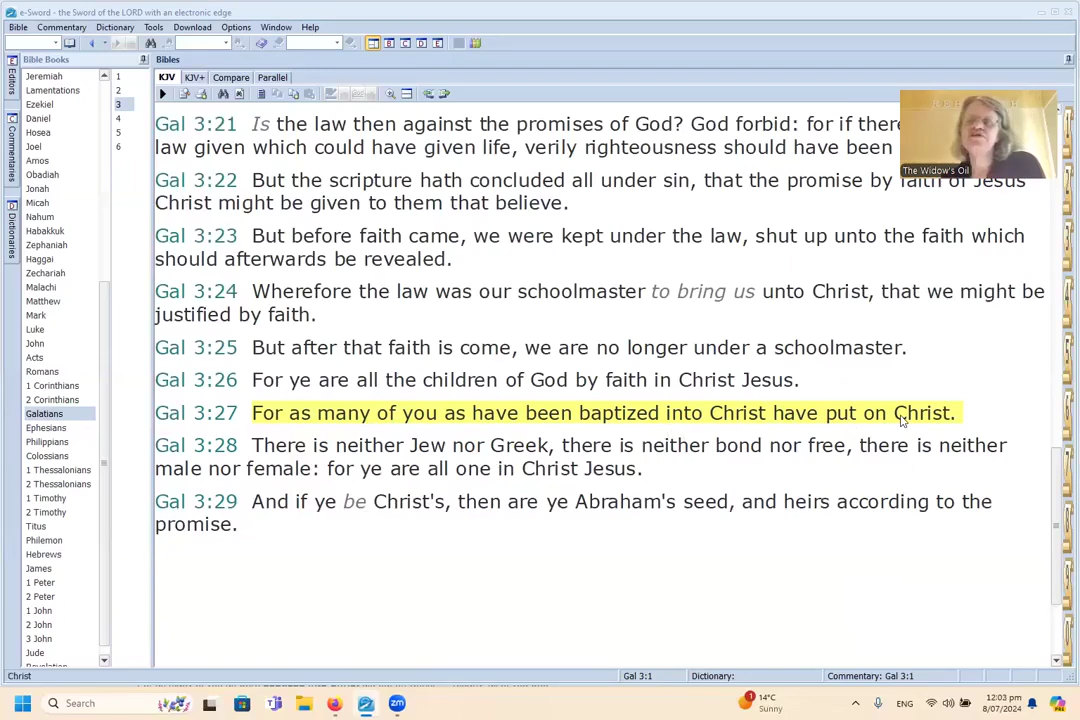 e-Sword - the Sword of the LORD with an electronic edge
Bible Commentary Dictionary Tools Download Options Window Help
B C D E
Bible Books
Bibles
Editors
Commentaries
Dictionaries
Jeremiah
Lamentations
Ezekiel
Daniel
Hosea
Joel
Amos
Obadiah
Jonah
Micah
Nahum
Habakkuk
Zephaniah
Haggai
Zechariah
Malachi
Matthew
Mark
Luke
John
Acts
Romans
1 Corinthians
2 Corinthians
Galatians
Ephesians
Philippians
Colossians
1 Thessalonians
2 Thessalonians
1 Timothy
2 Timothy
Titus
Philemon
Hebrews
James
1 Peter
2 Peter
1 John
2 John
3 John
Jude
Revelation
1
2
3
4
5
6
KJV KJV+ Compare Parallel
Gal 3:21 Is the law then against the promises of God? God forbid: for if there
law given which could have given life, verily righteousness should have been
Gal 3:22 But the scripture hath concluded all under sin, that the promise by faith of Jesus
Christ might be given to them that believe.
Gal 3:23 But before faith came, we were kept under the law, shut up unto the faith which
should afterwards be revealed.
Gal 3:24 Wherefore the law was our schoolmaster to bring us unto Christ, that we might be
justified by faith.
Gal 3:25 But after that faith is come, we are no longer under a schoolmaster.
Gal 3:26 For ye are all the children of God by faith in Christ Jesus.
Gal 3:27 For as many of you as have been baptized into Christ have put on Christ.
Gal 3:28 There is neither Jew nor Greek, there is neither bond nor free, there is neither
male nor female: for ye are all one in Christ Jesus.
Gal 3:29 And if ye be Christ's, then are ye Abraham's seed, and heirs according to the
promise.
The Widow's Oil
Christ
Gal 3:1
Dictionary:
Commentary: Gal 3:1
Search
zm
14°C
Sunny
ENG
12:03 pm
8/07/2024